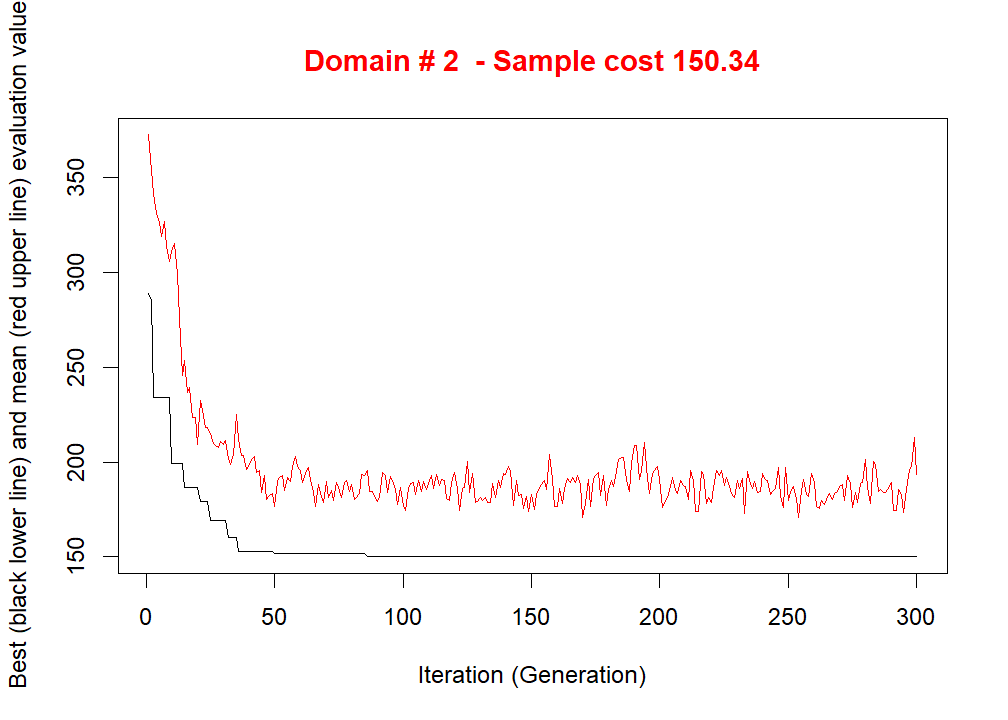 Domain # 2  - Sample cost 150.34
Best (black lower line) and mean (red upper line) evaluation value
350
300
250
200
150
0 50 100 150 200 250 300
Iteration (Generation)